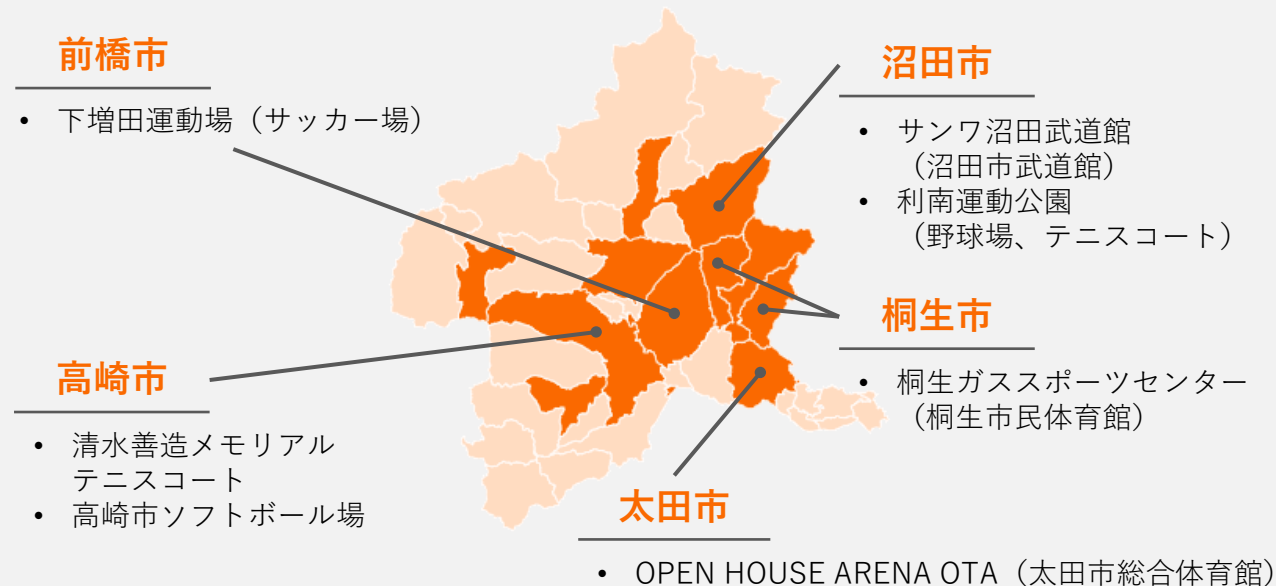 前橋市
• 下増田運動場（サッカー場）
沼田市
• サンワ沼田武道館
（沼田市武道館）
• 利南運動公園
（野球場、テニスコート）
桐生市
• 桐生ガススポーツセンター
（桐生市民体育館）
高崎市
• 清水善造メモリアル
テニスコート
• 高崎市ソフトボール場
太田市
• OPEN HOUSE ARENA OTA（太田市総合体育館）